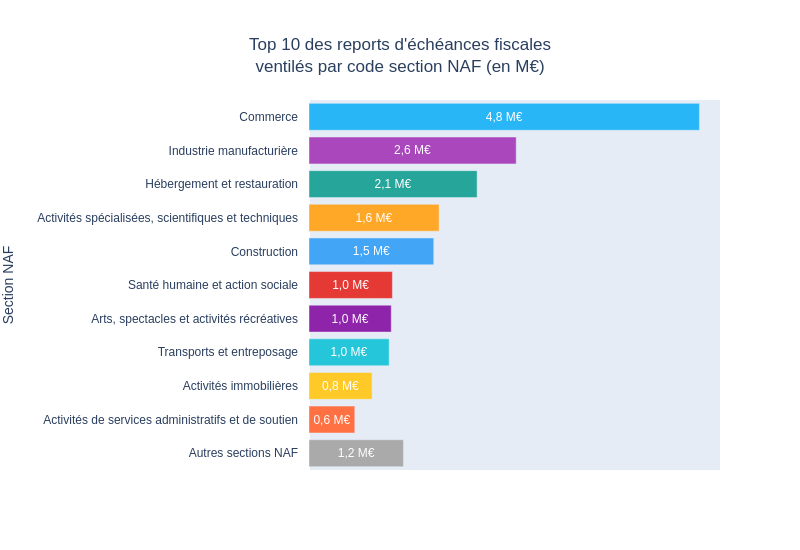 Top 10 des reports d'échéances fiscales
ventilés par code section NAF (en M€)
Section NAF
Commerce 4,8 M€
Industrie manufacturière 2,6 M€
Hébergement et restauration 2,1 M€
Activités spécialisées, scientifiques et techniques 1,6 M€
Construction 1,5 M€
Santé humaine et action sociale 1,0 M€
Arts, spectacles et activités récréatives 1,0 M€
Transports et entreposage 1,0 M€
Activités immobilières 0,8 M€
Activités de services administratifs et de soutien 0,6 M€
Autres sections NAF 1,2 M€